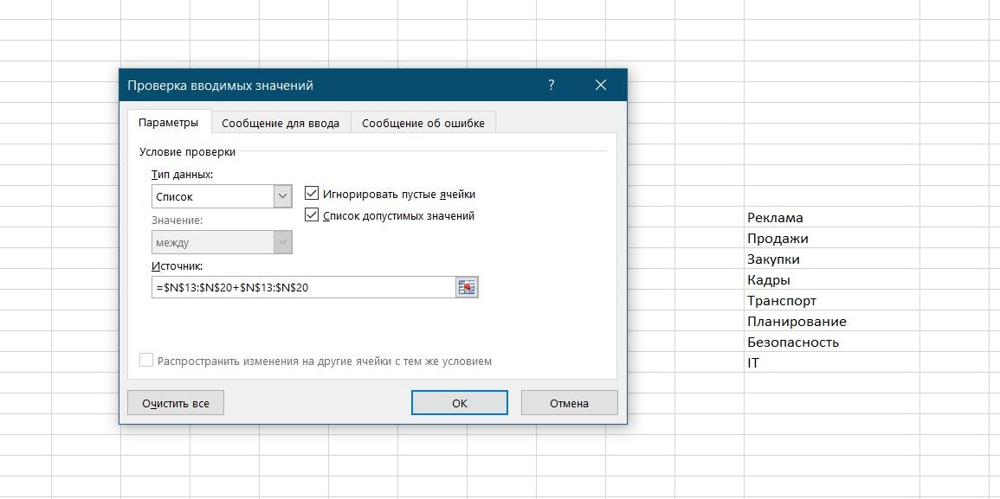 Проверка вводимых значений ?
Параметры Сообщение для ввода Сообщение об ошибке
Условие проверки
Тип данных:
Список
Игнорировать пустые ячейки
Список допустимых значений
Значение:
между
Источник:
=$N$13:$N$20+$N$13:$N$20
Распространить изменения на другие ячейки с тем же условием
Очистить все ОК Отмена
Реклама
Продажи
Закупки
Кадры
Транспорт
Планирование
Безопасность
IT